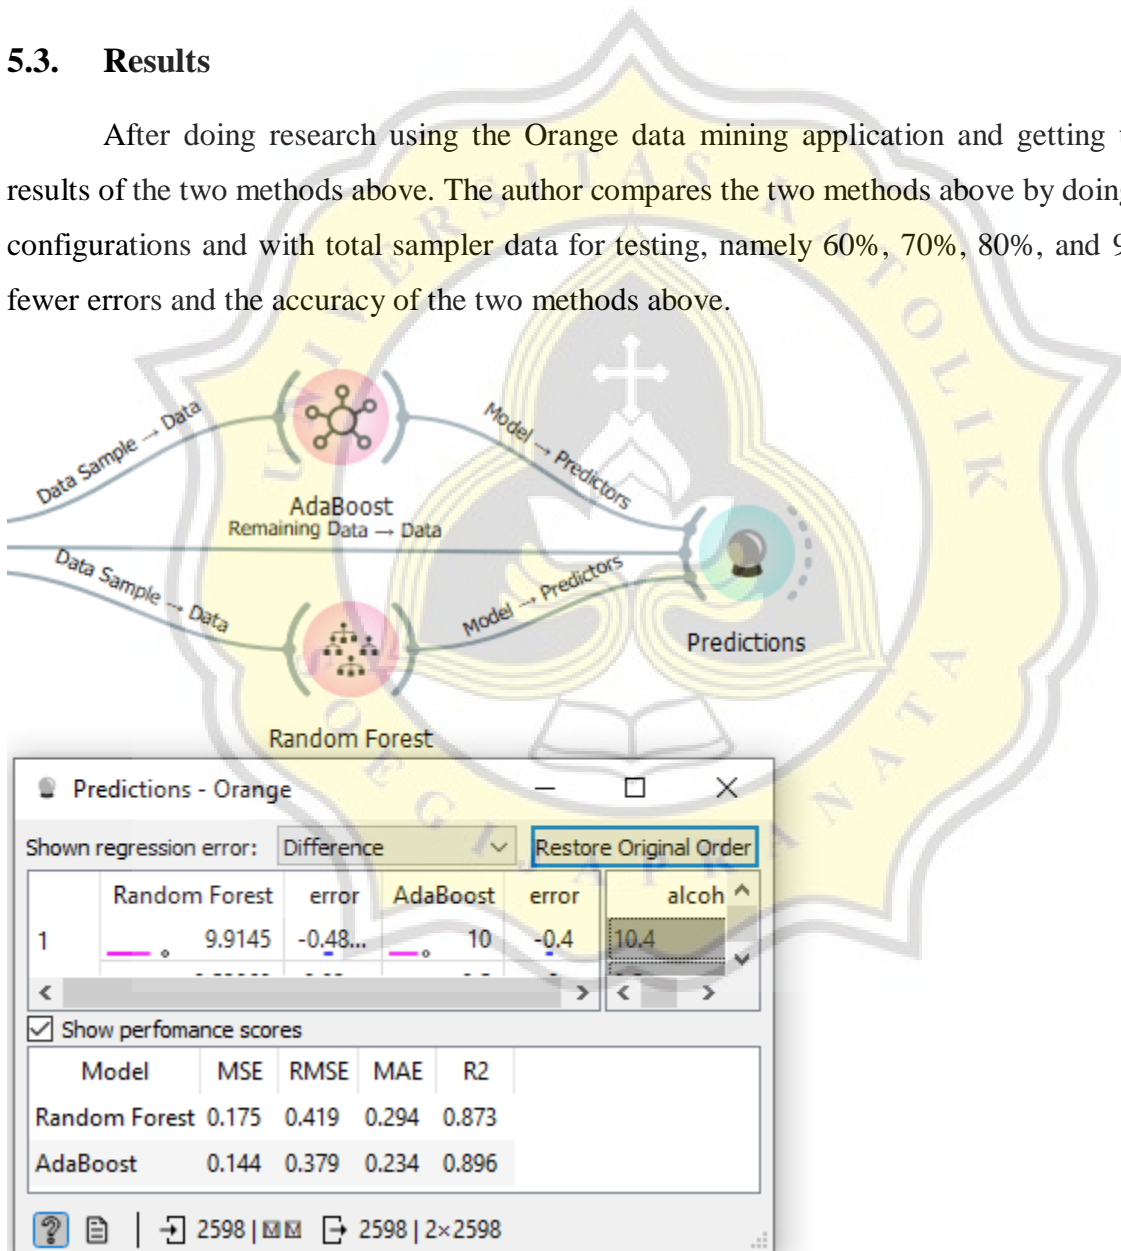 5.3. Results
After doing research using the Orange data mining application and getting t
results of the two methods above. The author compares the two methods above by doing
configurations and with total sampler data for testing, namely 60%, 70%, 80%, and 9
fewer errors and the accuracy of the two methods above.
UNIVERSITAS KATOLIK
SOEGIJAPRANATA
Data Sample → Data
AdaBoost
Model → Predictors
Remaining Data → Data
Data Sample → Data
Model → Predictors
Predictions
Random Forest
Predictions - Orange
Shown regression error: Difference Restore Original Order
Random Forest error AdaBoost error alcoh
1 9.9145 -0.48... 10 -0.4 10.4
Show perfomance scores
Model MSE RMSE MAE R2
Random Forest 0.175 0.419 0.294 0.873
AdaBoost 0.144 0.379 0.234 0.896
2598 | 2598 | 2×2598